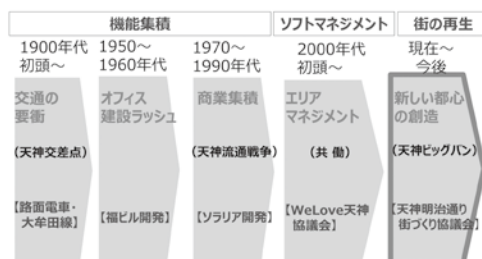 機能集積
ソフトマネジメント
街の再生
1900年代
初頭~
1950~
1960年代
1970~
1990年代
2000年代
初頭~
現在~
今後
交通の
要衝
オフィス
建設ラッシュ
商業集積
エリア
マネジメント
新しい都心
の創造
(天神交差点)
(天神流通戦争)
(共 働)
(天神ビッグバン)
【路面電車・
大牟田線】
【福ビル開発】
【ソラリア開発】
【WeLove天神
協議会】
【天神明治通り
街づくり協議会】